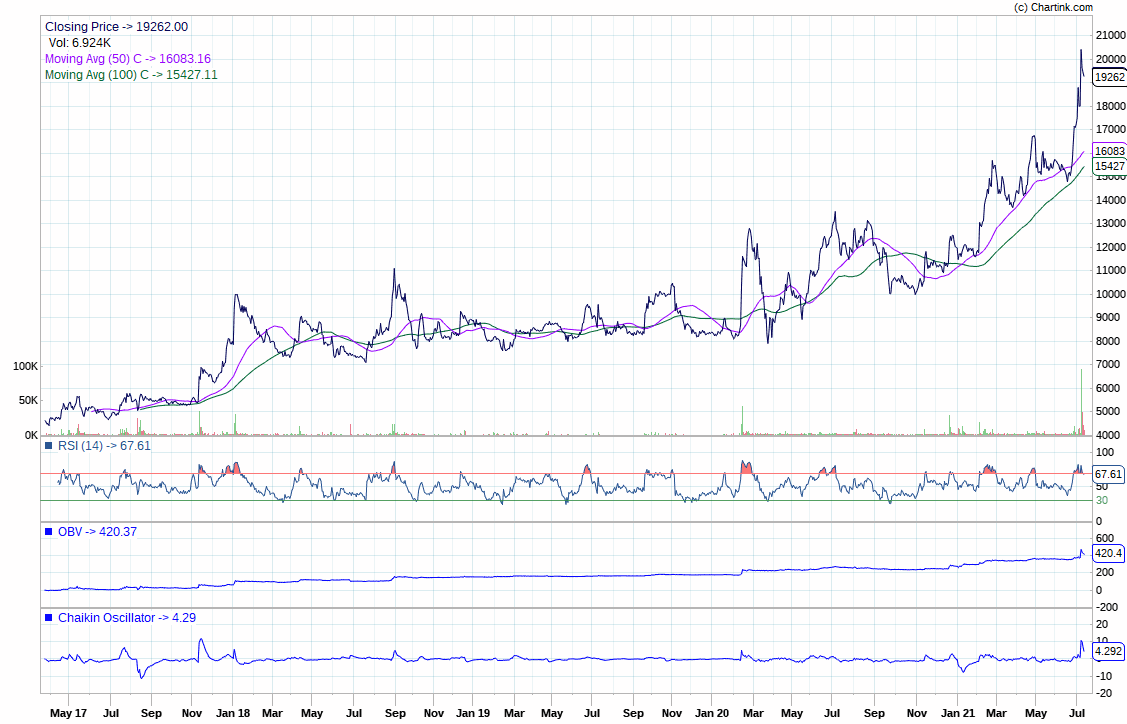 (c) Chartink.com
Closing Price -> 19262.00
Vol: 6.924K
Moving Avg (50) C -> 16083.16
Moving Avg (100) C -> 15427.11
21000
20000
19262
18000
17000
16083
15427
15000
14000
13000
12000
11000
10000
9000
8000
7000
6000
5000
4000
100K
50K
0K
RSI (14) -> 67.61
100
67.61
50
30
0
OBV -> 420.37
600
420.4
200
0
-200
Chaikin Oscillator -> 4.29
20
10
4.292
-10
-20
May 17 Jul Sep Nov Jan 18 Mar May Jul Sep Nov Jan 19 Mar May Jul Sep Nov Jan 20 Mar May Jul Sep Nov Jan 21 Mar May Jul